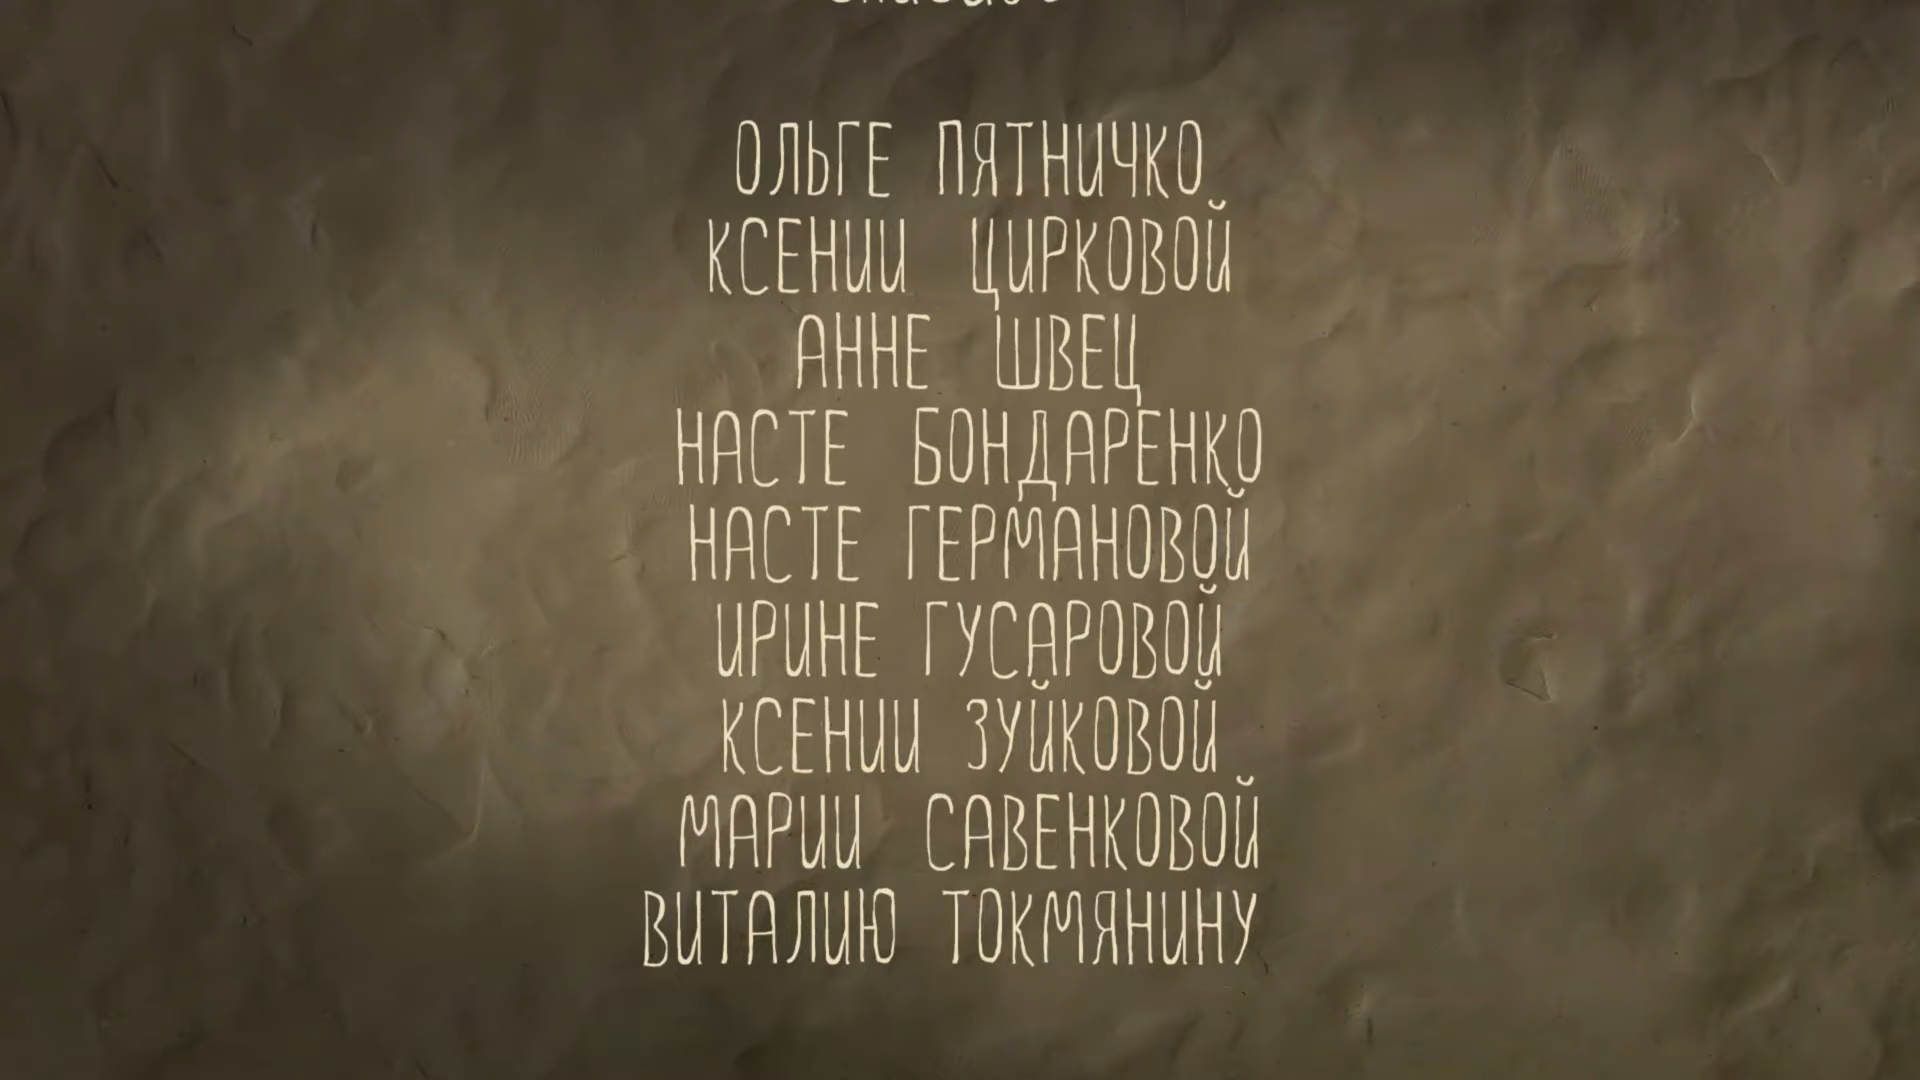 ОЛЬГЕ ПЯТНИЧКО
КСЕНИИ ЦИРКОВОЙ
АННЕ ШВЕЦ
НАСТЕ БОНДАРЕНКО
НАСТЕ ГЕРМАНОВОЙ
ИРИНЕ ГУСАРОВОЙ
КСЕНИИ ЗУЙКОВОЙ
МАРИИ САВЕНКОВОЙ
ВИТАЛИЮ ТОКМЯНИНУ